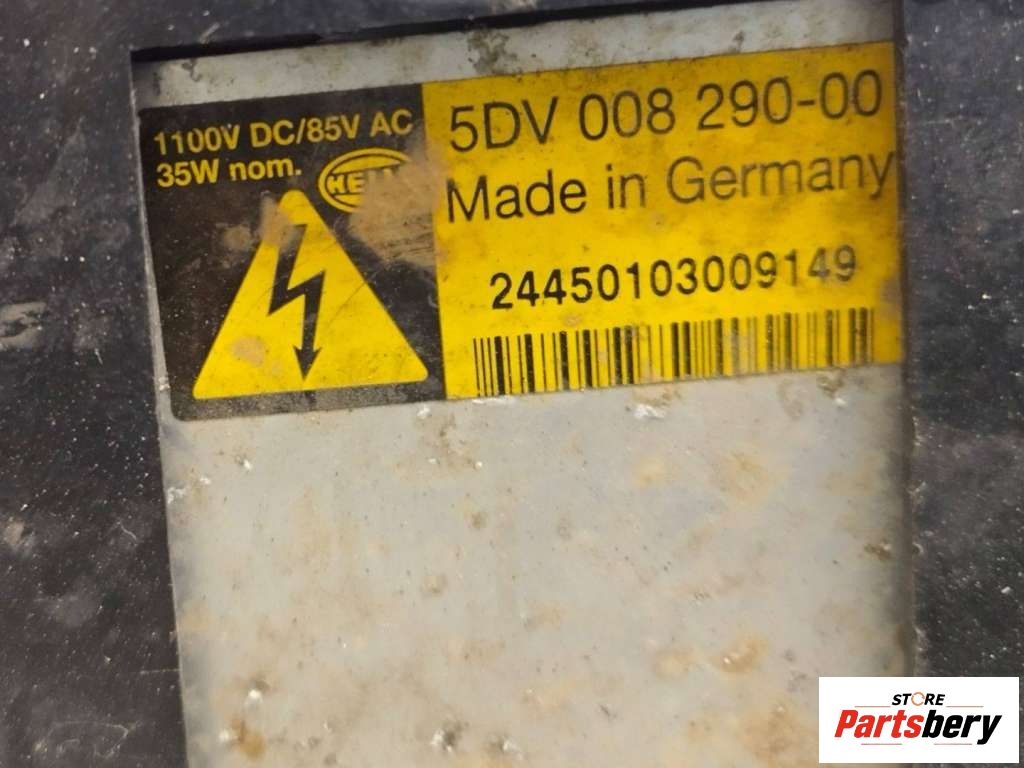 1100V DC/85V AC
35W nom.
5DV 008 290-00
Made in Germany
24450103009149
STORE
Partsbery